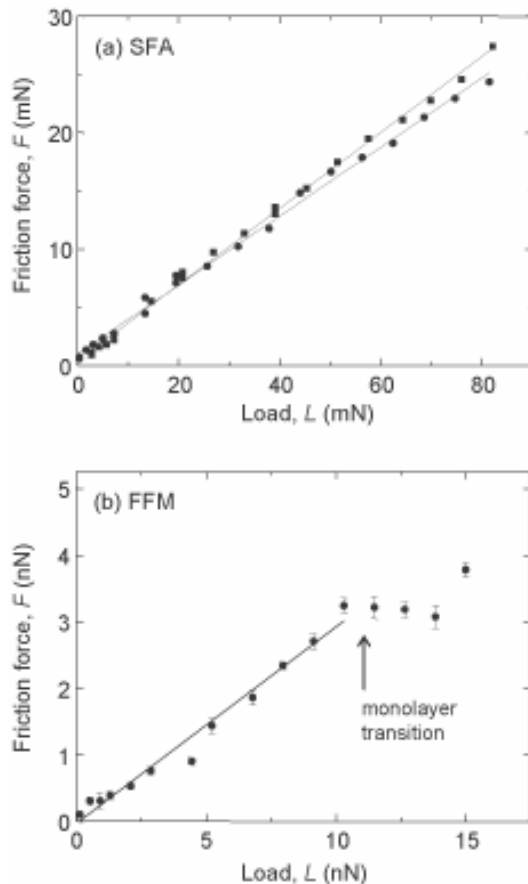 30
(a) SFA
20
10
0
Friction force, F (mN)
0 20 40 60 80
Load, L (mN)
5
(b) FFM
4
3
2
1
0
Friction force, F (nN)
monolayer
transition
0 5 10 15
Load, L (nN)